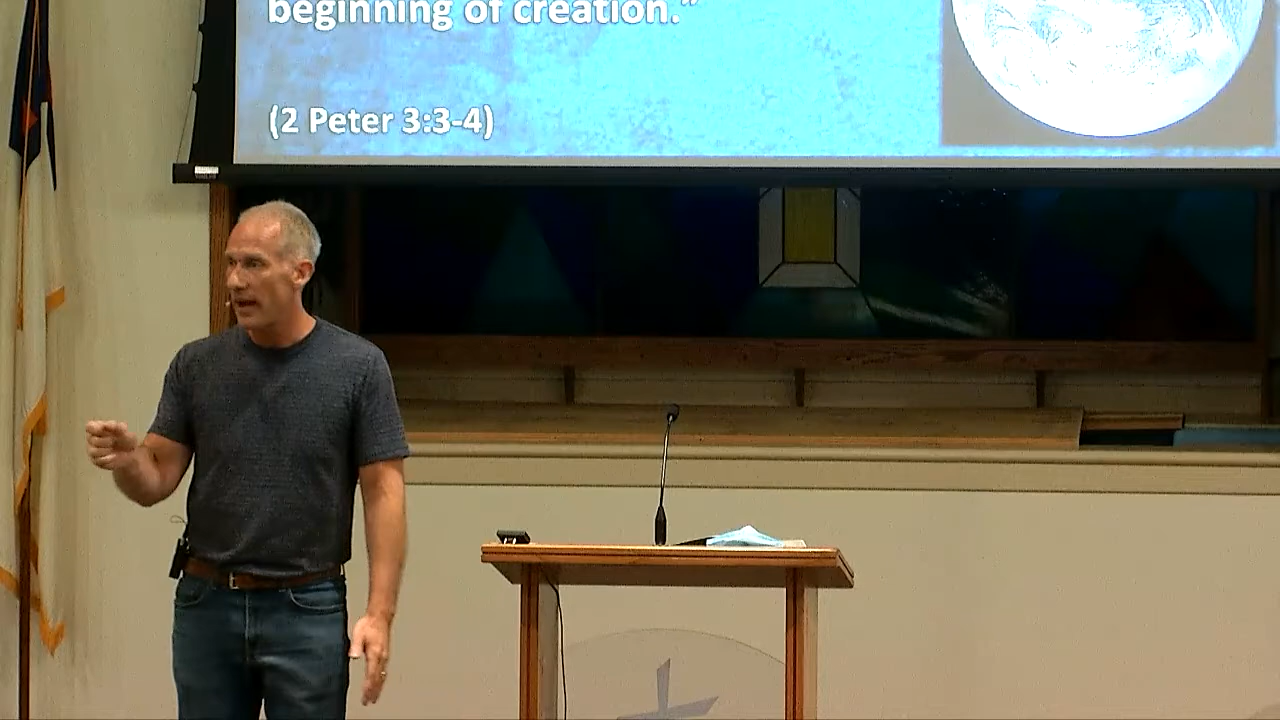 beginning of creation.”
(2 Peter 3:3-4)